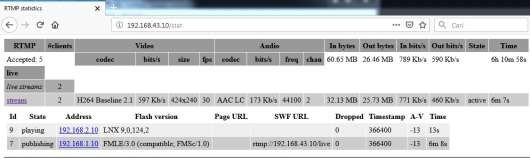 RTMP statistics
192.168.43.10/stat
Cari
RTMP #clients Video Audio In bytes Out bytes In bits/s Out bits/s State Time
Accepted: 5 codec bits/s size fps codec bits/s freq chan 60.65 MB 26.46 MB 789 Kb/s 590 Kb/s 6h 10m 58s
live
live streams 2
stream 2 H264 Baseline 2.1 597 Kb/s 424x240 30 AAC LC 173 Kb/s 44100 2 32.13 MB 25.73 MB 771 Kb/s 460 Kb/s active 6m 7s
Id State Address Flash version Page URL SWF URL Dropped Timestamp A-V Time
9 playing 192.168.2.10 LNX 9,0,124,2 0 366400 -13 13s
7 publishing 192.168.1.10 FMLE/3.0 (compatible; FMSc/1.0) rtmp://192.168.43.10/live 0 366400 -13 6m 8s